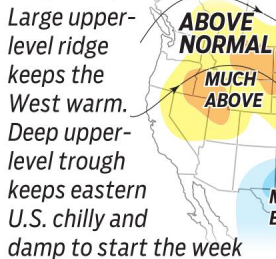 Large upper-
level ridge
keeps the
West warm.
Deep upper-
level trough
keeps eastern
U.S. chilly and
damp to start the week
ABOVE
NORMAL
MUCH
ABOVE